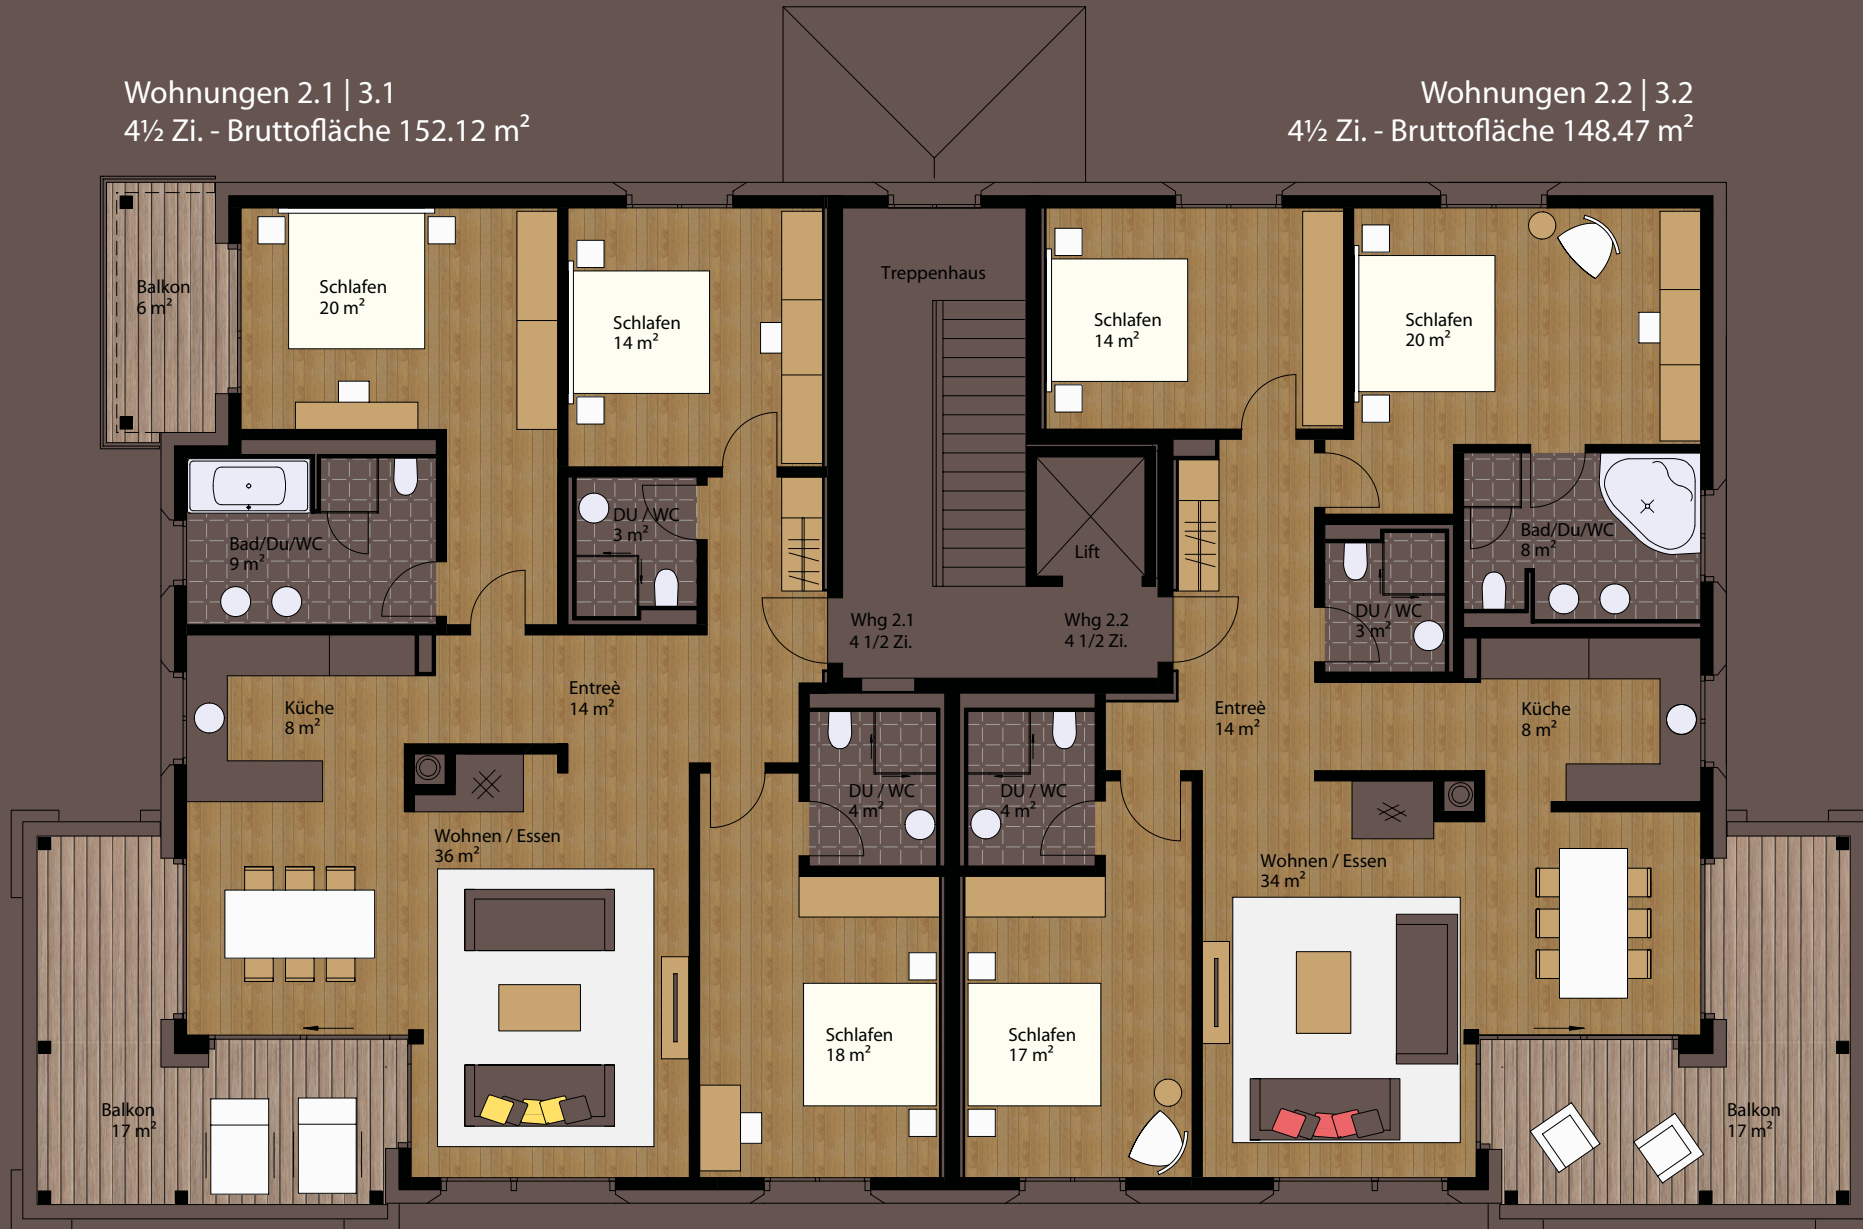 Wohnungen 2.1 | 3.1
4½ Zi. - Bruttofläche 152.12 m²
Wohnungen 2.2 | 3.2
4½ Zi. - Bruttofläche 148.47 m²
Balkon
6 m²
Schlafen
20 m²
Schlafen
14 m²
Treppenhaus
Schlafen
14 m²
Schlafen
20 m²
Bad/Du/WC
9 m²
DU / WC
3 m²
Lift
Bad/Du/WC
8 m²
DU / WC
3 m²
Whg 2.1
4 1/2 Zi.
Whg 2.2
4 1/2 Zi.
Küche
8 m²
Entreè
14 m²
Entreè
14 m²
Küche
8 m²
DU / WC
4 m²
DU / WC
4 m²
Wohnen / Essen
36 m²
Wohnen / Essen
34 m²
Schlafen
18 m²
Schlafen
17 m²
Balkon
17 m²
Balkon
17 m²